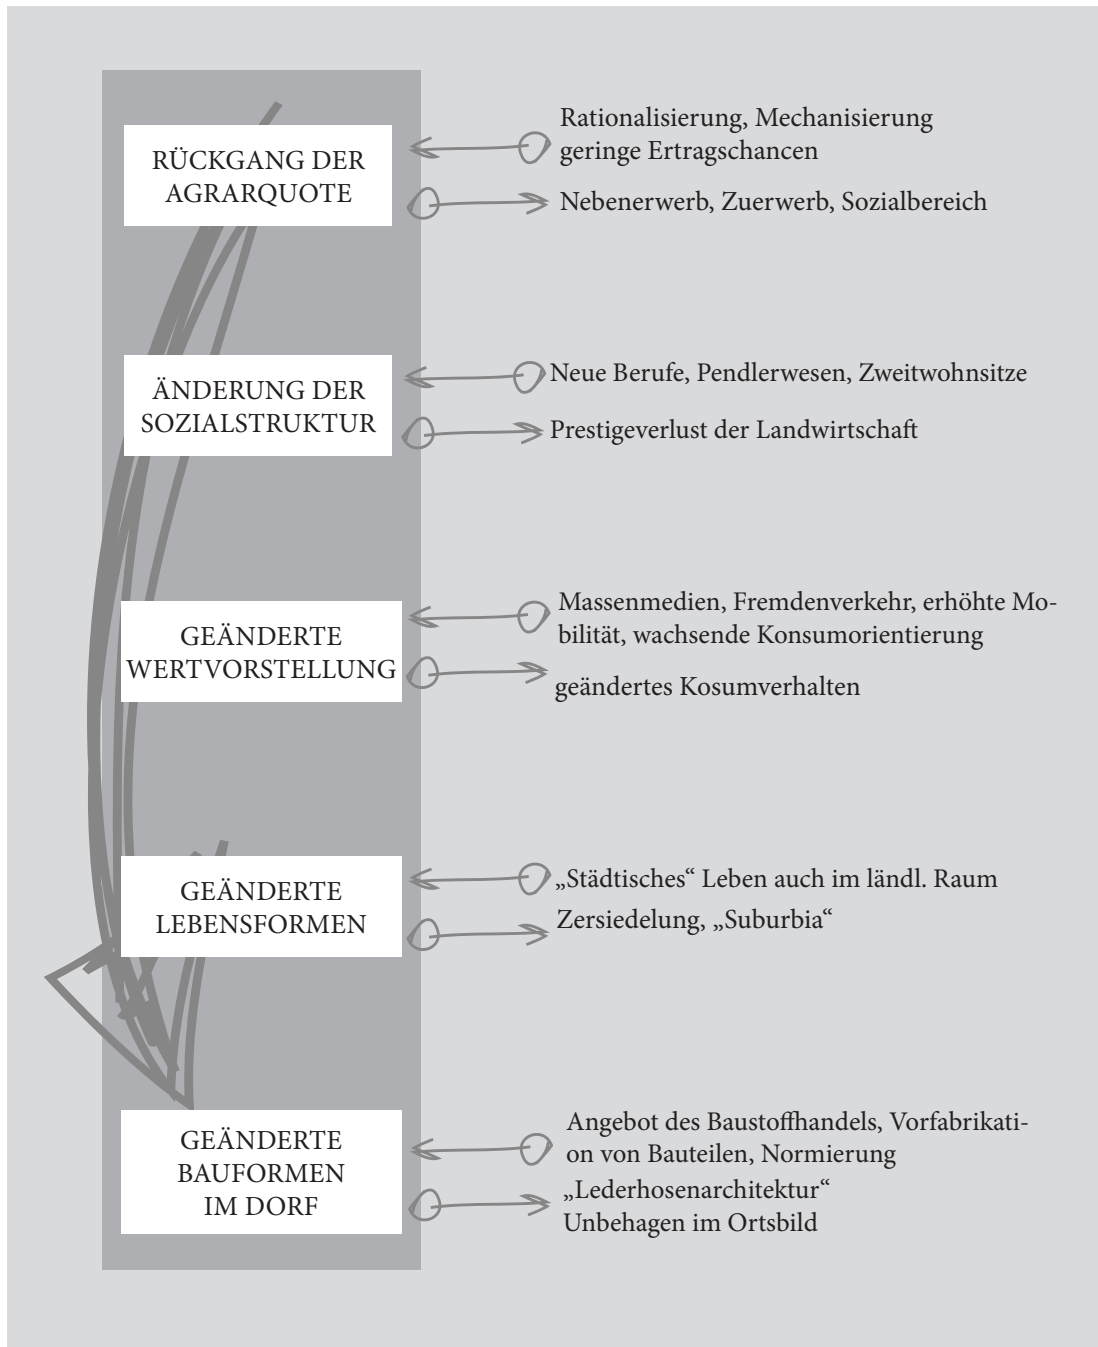 RÜCKGANG DER
AGRARQUOTE
Rationalisierung, Mechanisierung
geringe Ertragschancen
Nebenerwerb, Zuerwerb, Sozialbereich
ÄNDERUNG DER
SOZIALSTRUKTUR
Neue Berufe, Pendlerwesen, Zweitwohnsitze
Prestigeverlust der Landwirtschaft
GEÄNDERTE
WERTVORSTELLUNG
Massenmedien, Fremdenverkehr, erhöhte Mo-
bilität, wachsende Konsumorientierung
geändertes Kosumverhalten
GEÄNDERTE
LEBENSFORMEN
„Städtisches“ Leben auch im ländl. Raum
Zersiedelung, „Suburbia“
GEÄNDERTE
BAUFORMEN
IM DORF
Angebot des Baustoffhandels, Vorfabrikati-
on von Bauteilen, Normierung
„Lederhosenarchitektur“
Unbehagen im Ortsbild